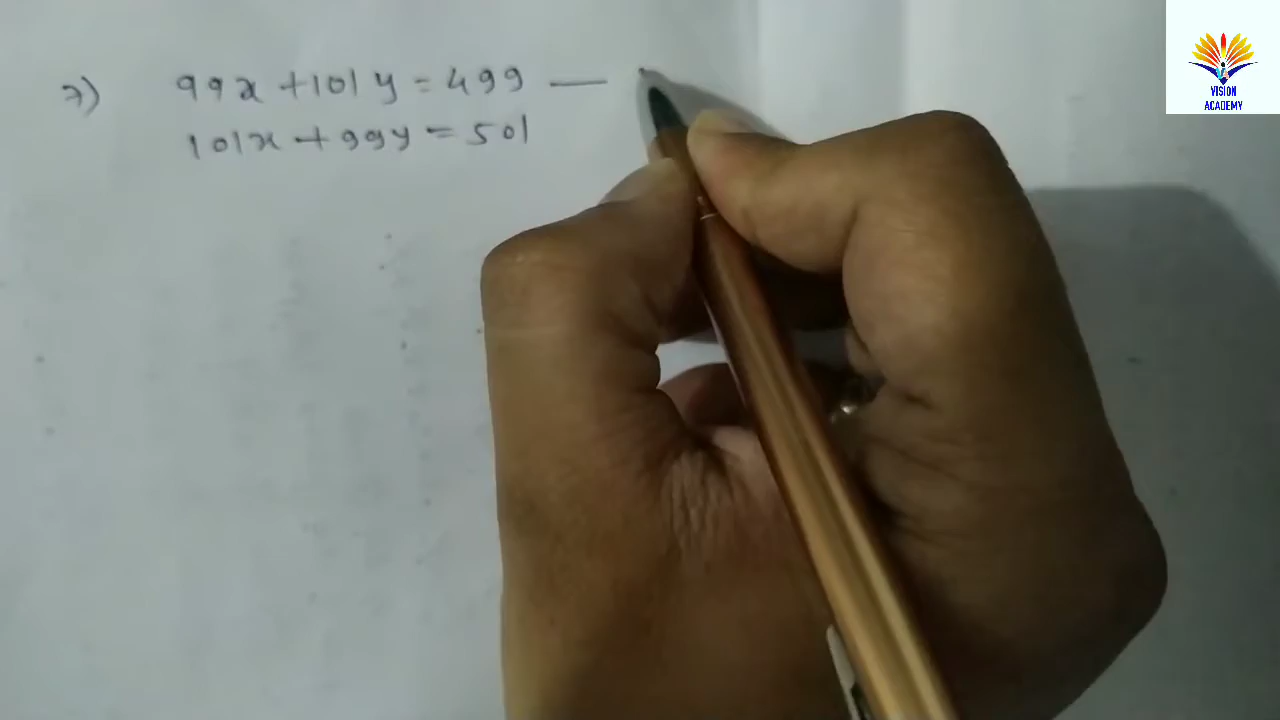 7) 99x + 101y = 499 —
101x + 99y = 501
VISION
ACADEMY